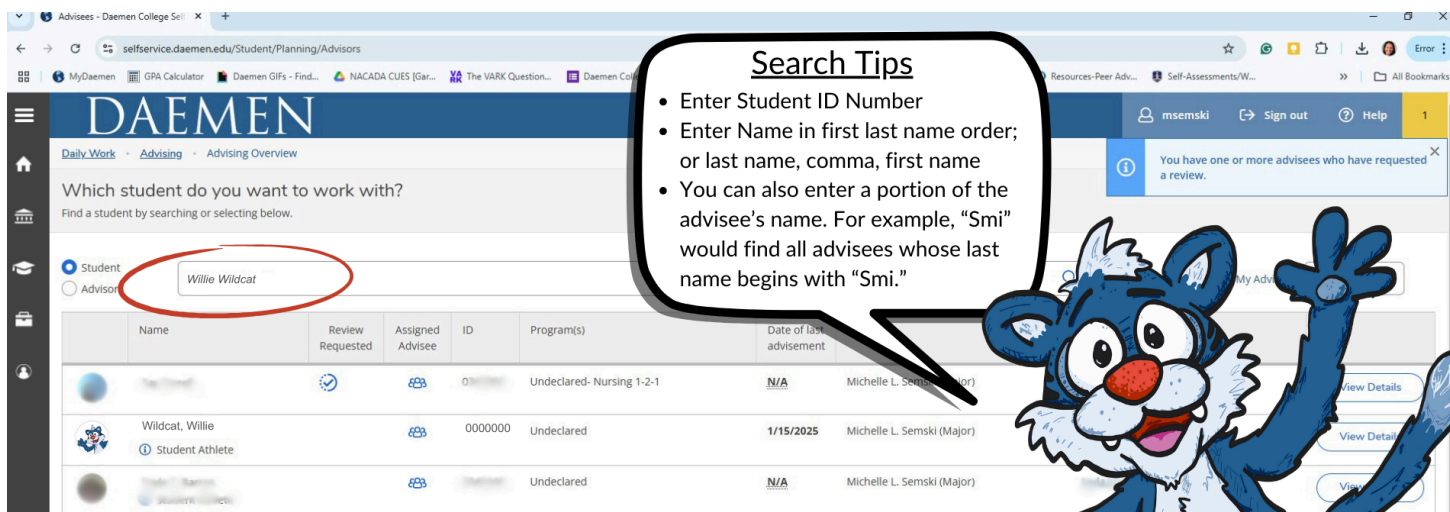 Advisees - Daemen College Self
selfservice.daemen.edu/Student/Planning/Advisors
Error
MyDaemen GPA Calculator Daemen GIFs - Find... NACADA CUES [Gar... The VARK Question... Daemen Coll Resources-Peer Adv... Self-Assessments/W... » All Bookmarks
DAEMEN
msemski Sign out Help 1
Daily Work · Advising · Advising Overview
You have one or more advisees who have requested a review.
Which student do you want to work with?
Find a student by searching or selecting below.
Search Tips
• Enter Student ID Number
• Enter Name in first last name order;
or last name, comma, first name
• You can also enter a portion of the
advisee's name. For example, "Smi"
would find all advisees whose last
name begins with "Smi."
Student
Advisor
Willie Wildcat
My Advi
Name Review Requested Assigned Advisee ID Program(s) Date of last advisement
Undeclared- Nursing 1-2-1 N/A Michelle L. View Details
Wildcat, Willie 0000000 Undeclared 1/15/2025 Michelle L. Semski (Major) View Detail
Student Athlete
Undeclared N/A Michelle L. Semski (Major)